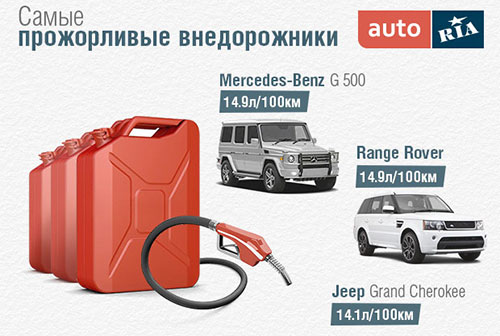 Самые
прожорливые внедорожники
auto RIA
Mercedes-Benz G 500
14.9л/100км
Range Rover
14.9л/100км
Jeep Grand Cherokee
14.1л/100км